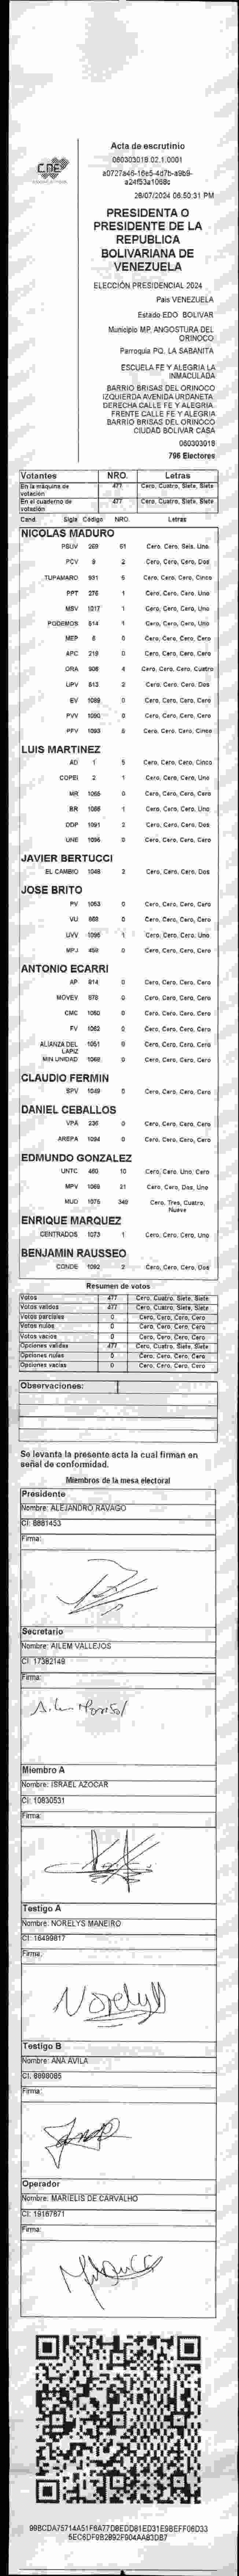 CNE
Acta de escrutinio
060303018.02.1.0001
26/07/2024 06:50:31 PM
PRESIDENTA O
PRESIDENTE DE LA
REPUBLICA
BOLIVARIANA DE
VENEZUELA
ELECCIÓN PRESIDENCIAL 2024
Pais VENEZUELA
Estado EDO BOLIVAR
Municipio MP. ANGOSTURA DEL
ORINOCO
Parroquia PQ. LA SABANITA
ESCUELA FE Y ALEGRIA LA
INMACULADA
BARRIO BRISAS DEL ORINOCO
IZQUIERDA AVENIDA URDANETA
DERECHA CALLE FE Y ALEGRIA.
FRENTE CALLE FE Y ALEGRIA
BARRIO BRISAS DEL ORINOCO
CIUDAD BOLIVAR CASA
060303018
796 Electores
Votantes NRO. Letras
En la máquina de votación 477 Cero, Cuatro, Siete, Siete
En el cuaderno de votación 477 Cero, Cuatro, Siete, Siete
Cand Sigla Código NRO. Letras
NICOLAS MADURO
PSUV 269 61 Cero, Cero, Seis, Uno
PCV 9 2 Cero, Cero, Cero, Dos
TUPAMARO 931 5 Cero, Cero, Cero, Cinco
PPT 276 1 Cero, Cero, Cero, Uno
MSV 1017 1 Cero, Cero, Cero, Uno
PODEMOS 514 1 Cero, Cero, Cero, Uno
MEP 6 0 Cero, Cero, Cero, Cero
APC 219 0 Cero, Cero, Cero, Cero
ORA 906 4 Cero, Cero, Cero, Cuatro
UPV 513 2 Cero, Cero, Cero, Dos
EV 1089 0 Cero, Cero, Cero, Cero
PVV 1090 0 Cero, Cero, Cero, Cero
PFV 1093 5 Cero, Cero, Cero, Cinco
LUIS MARTINEZ
AD 1 5 Cero, Cero, Cero, Cinco
COPEI 2 1 Cero, Cero, Cero, Uno
MR 1065 0 Cero, Cero, Cero, Cero
BR 1088 1 Cero, Cero, Cero, Uno
DDP 1091 2 Cero, Cero, Cero, Dos
UNE 1096 0 Cero, Cero, Cero, Cero
JAVIER BERTUCCI
EL CAMBIO 1048 2 Cero, Cero, Cero, Dos
JOSE BRITO
PV 1053 0 Cero, Cero, Cero, Cero
VU 868 0 Cero, Cero, Cero, Cero
UVV 1095 1 Cero, Cero, Cero, Uno
MPJ 459 0 Cero, Cero, Cero, Cero
ANTONIO ECARRI
AP 914 0 Cero, Cero, Cero, Cero
MOVEV 978 0 Cero, Cero, Cero, Cero
CMC 1050 0 Cero, Cero, Cero, Cero
FV 1062 0 Cero, Cero, Cero, Cero
ALIANZA DEL LAPIZ 1051 0 Cero, Cero, Cero, Cero
MIN UNIDAD 1068 0 Cero, Cero, Cero, Cero
CLAUDIO FERMIN
SPV 1049 0 Cero, Cero, Cero, Cero
DANIEL CEBALLOS
VPA 236 0 Cero, Cero, Cero, Cero
AREPA 1094 0 Cero, Cero, Cero, Cero
EDMUNDO GONZALEZ
UNTC 460 10 Cero, Cero, Uno, Cero
MPV 1069 21 Cero, Cero, Dos, Uno
MUD 1075 349 Cero, Tres, Cuatro,
Nueve
ENRIQUE MARQUEZ
CENTRADOS 1073 1 Cero, Cero, Cero, Uno
BENJAMIN RAUSSEO
CONDE 1092 2 Cero, Cero, Cero, Dos
Resumen de votos
Votos 477 Cero, Cuatro, Siete, Siete
Votos validos 477 Cero, Cuatro, Siete, Siete
Votos parciales 0 Cero, Cero, Cero, Cero
Votos nulos 0 Cero, Cero, Cero, Cero
Votos vacios 0 Cero, Cero, Cero, Cero
Opciones validas 477 Cero, Cuatro, Siete, Siete
Opciones nulas 0 Cero, Cero, Cero, Cero
Opciones vacias 0 Cero, Cero, Cero, Cero
Observaciones:
Se levanta la presente acta la cual firman en
señal de conformidad.
Miembros de la mesa electoral
Presidente
Nombre: ALEJANDRO RAVAGO
CI: 8881453
Firma:
Secretario
Nombre: AILEM VALLEJOS
CI: 17382149
Firma:
Miembro A
Nombre: ISRAEL AZOCAR
CI: 10830531
Firma:
Testigo A
Nombre: NORELYS MANEIRO
CI: 16499817
Firma:
Norelys
Testigo B
Nombre: ANA AVILA
CI: 8898085
Firma:
Operador
Nombre: MARIELIS DE CARVALHO
CI: 19157871
Firma: